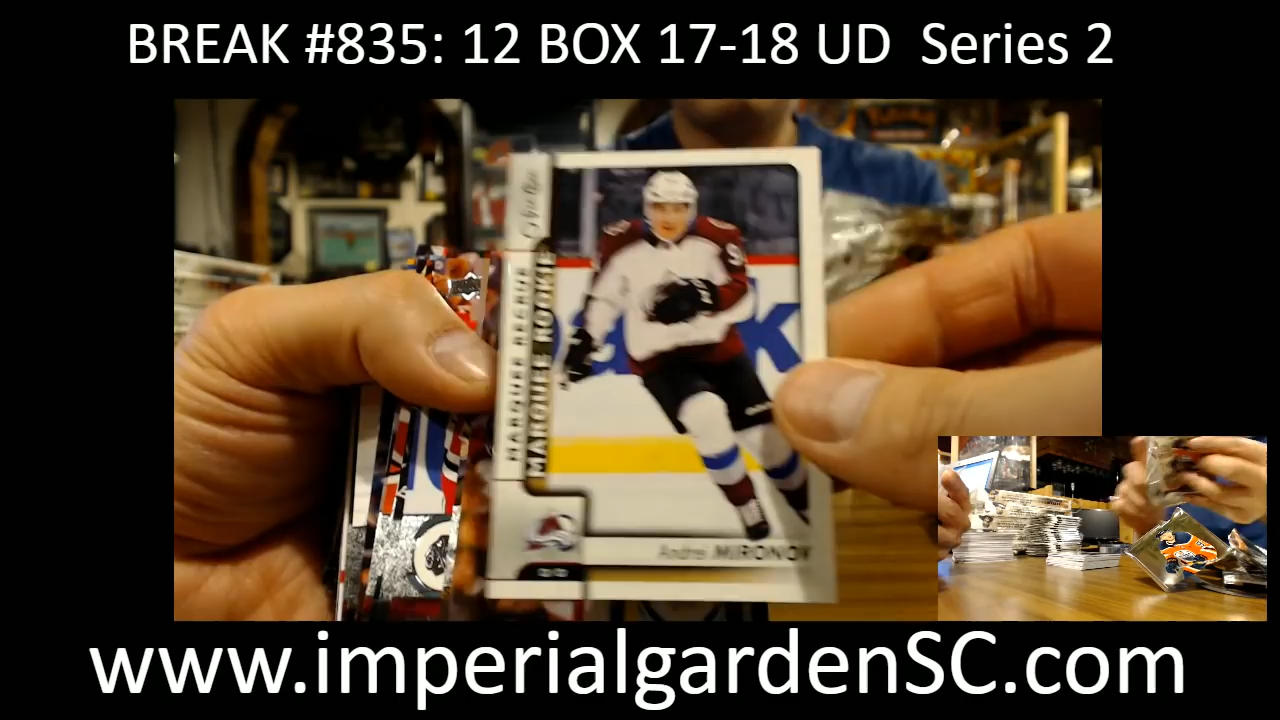 BREAK #835: 12 BOX 17-18 UD Series 2
MARQUEE ROOKIE
Andrei MIRONOV
www.imperialgardenSC.com